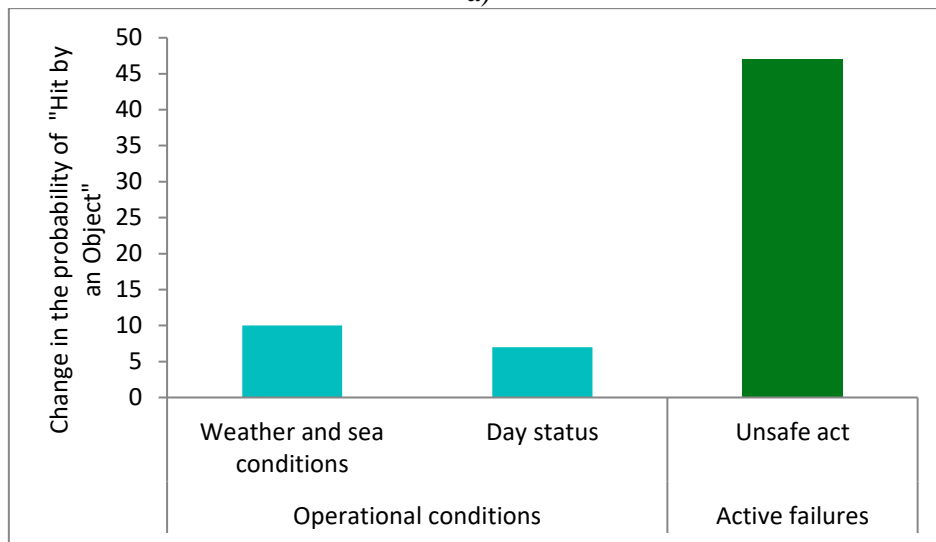 a)
Change in the probability of "Hit by
an Object"
50
45
40
35
30
25
20
15
10
5
0
Weather and sea
conditions
Day status
Unsafe act
Operational conditions
Active failures